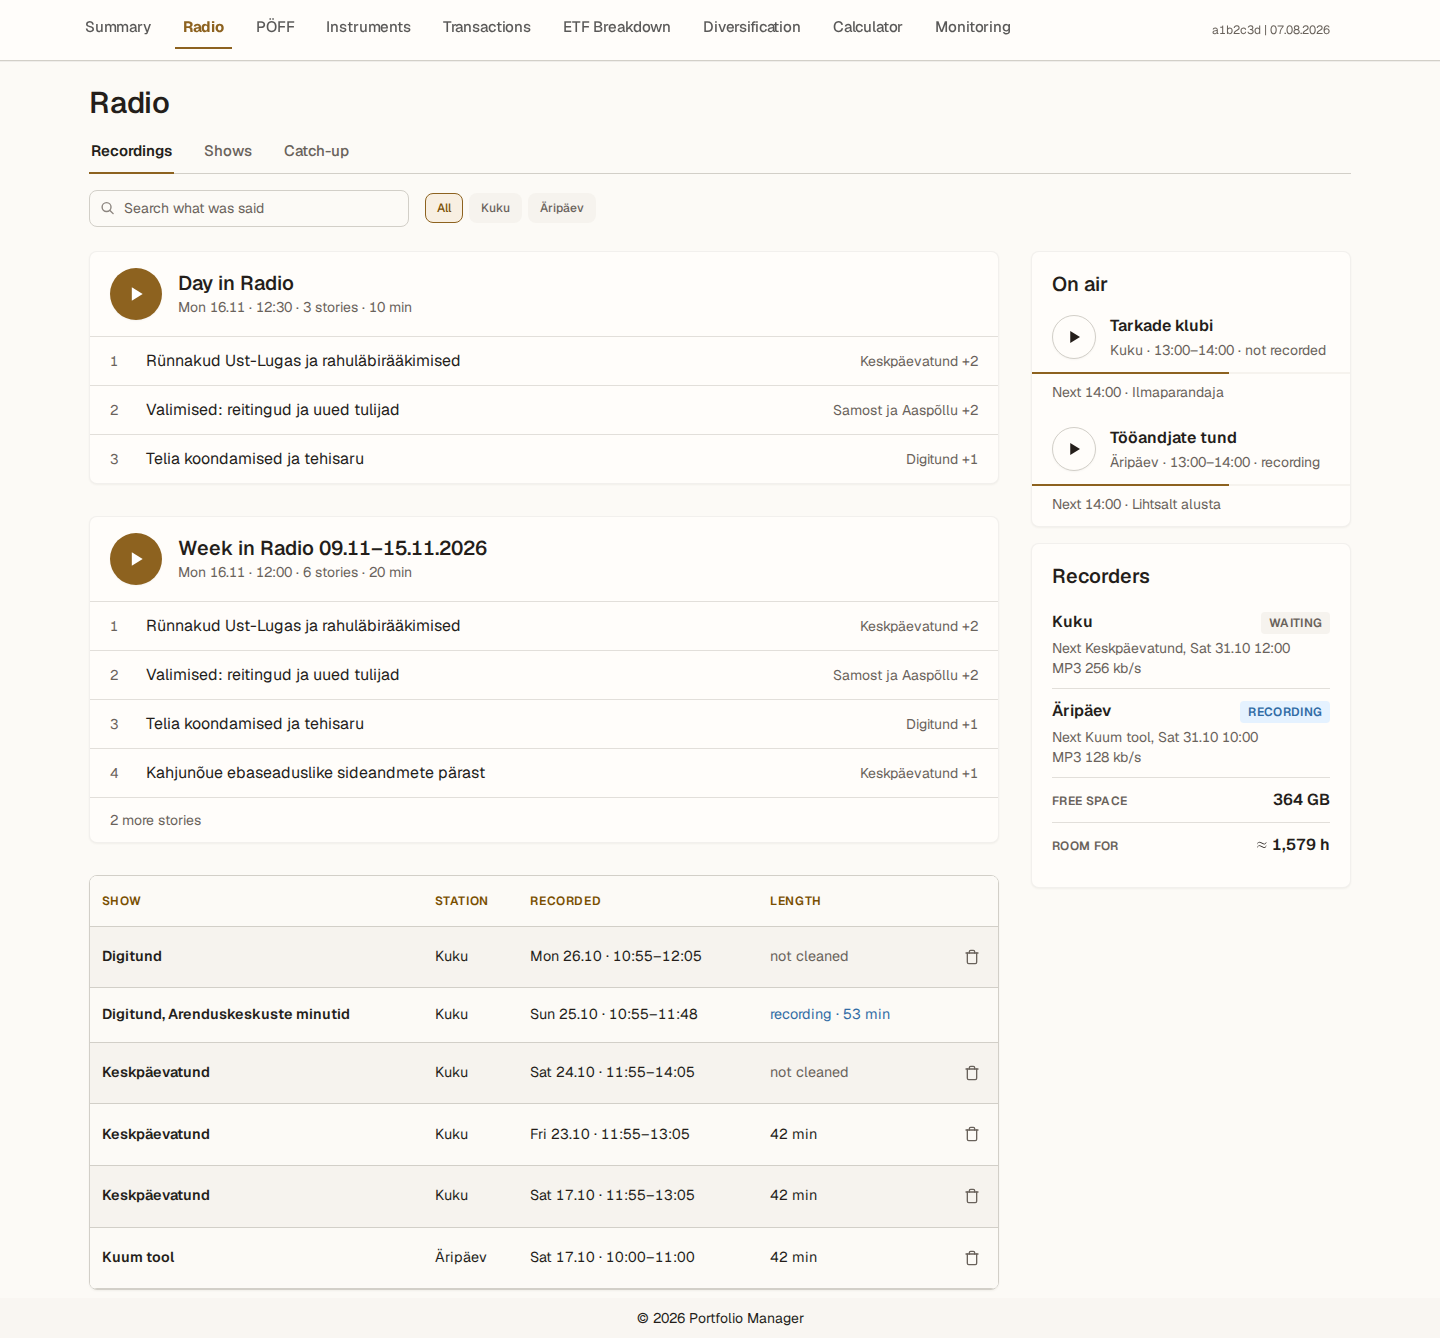 Summary Radio PÖFF Instruments Transactions ETF Breakdown Diversification Calculator Monitoring a1b2c3d | 07.08.2026
Radio
Recordings Shows Catch-up
Search what was said All Kuku Äripäev
Day in Radio
Mon 16.11 · 12:30 · 3 stories · 10 min
1 Rünnakud Ust-Lugas ja rahuläbirääkimised Keskpäevatund +2
2 Valimised: reitingud ja uued tulijad Samost ja Aaspõllu +2
3 Telia koondamised ja tehisaru Digitund +1
Week in Radio 09.11–15.11.2026
Mon 16.11 · 12:00 · 6 stories · 20 min
1 Rünnakud Ust-Lugas ja rahuläbirääkimised Keskpäevatund +2
2 Valimised: reitingud ja uued tulijad Samost ja Aaspõllu +2
3 Telia koondamised ja tehisaru Digitund +1
4 Kahjunõue ebaseaduslike sideandmete pärast Keskpäevatund +1
2 more stories
SHOW STATION RECORDED LENGTH
Digitund Kuku Mon 26.10 · 10:55–12:05 not cleaned
Digitund, Arenduskeskuste minutid Kuku Sun 25.10 · 10:55–11:48 recording · 53 min
Keskpäevatund Kuku Sat 24.10 · 11:55–14:05 not cleaned
Keskpäevatund Kuku Fri 23.10 · 11:55–13:05 42 min
Keskpäevatund Kuku Sat 17.10 · 11:55–13:05 42 min
Kuum tool Äripäev Sat 17.10 · 10:00–11:00 42 min
On air
Tarkade klubi
Kuku · 13:00–14:00 · not recorded
Next 14:00 · Ilmaparandaja
Tööandjate tund
Äripäev · 13:00–14:00 · recording
Next 14:00 · Lihtsalt alusta
Recorders
Kuku WAITING
Next Keskpäevatund, Sat 31.10 12:00
MP3 256 kb/s
Äripäev RECORDING
Next Kuum tool, Sat 31.10 10:00
MP3 128 kb/s
FREE SPACE 364 GB
ROOM FOR ≈ 1,579 h
© 2026 Portfolio Manager